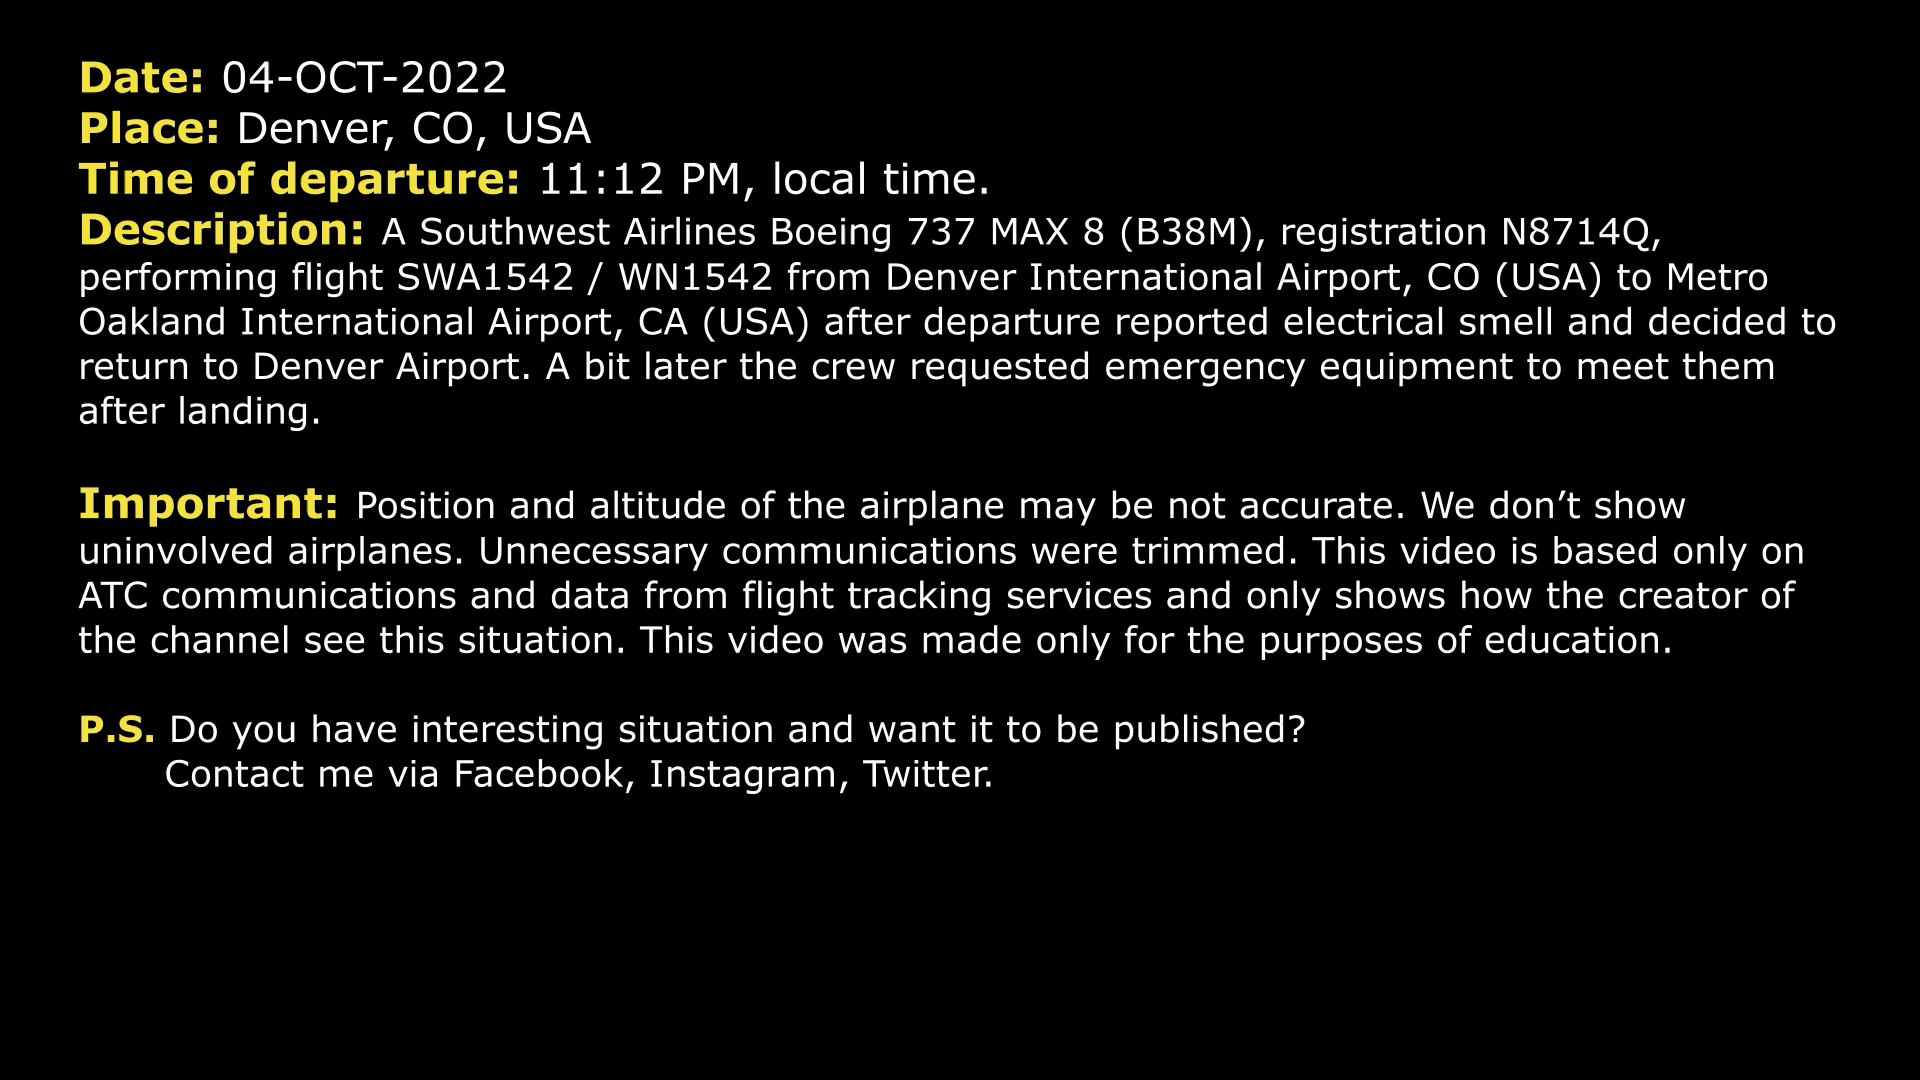 Date: 04-OCT-2022
Place: Denver, CO, USA
Time of departure: 11:12 PM, local time.
Description: A Southwest Airlines Boeing 737 MAX 8 (B38M), registration N8714Q,
performing flight SWA1542 / WN1542 from Denver International Airport, CO (USA) to Metro
Oakland International Airport, CA (USA) after departure reported electrical smell and decided to
return to Denver Airport. A bit later the crew requested emergency equipment to meet them
after landing.
Important: Position and altitude of the airplane may be not accurate. We don’t show
uninvolved airplanes. Unnecessary communications were trimmed. This video is based only on
ATC communications and data from flight tracking services and only shows how the creator of
the channel see this situation. This video was made only for the purposes of education.
P.S. Do you have interesting situation and want it to be published?
Contact me via Facebook, Instagram, Twitter.